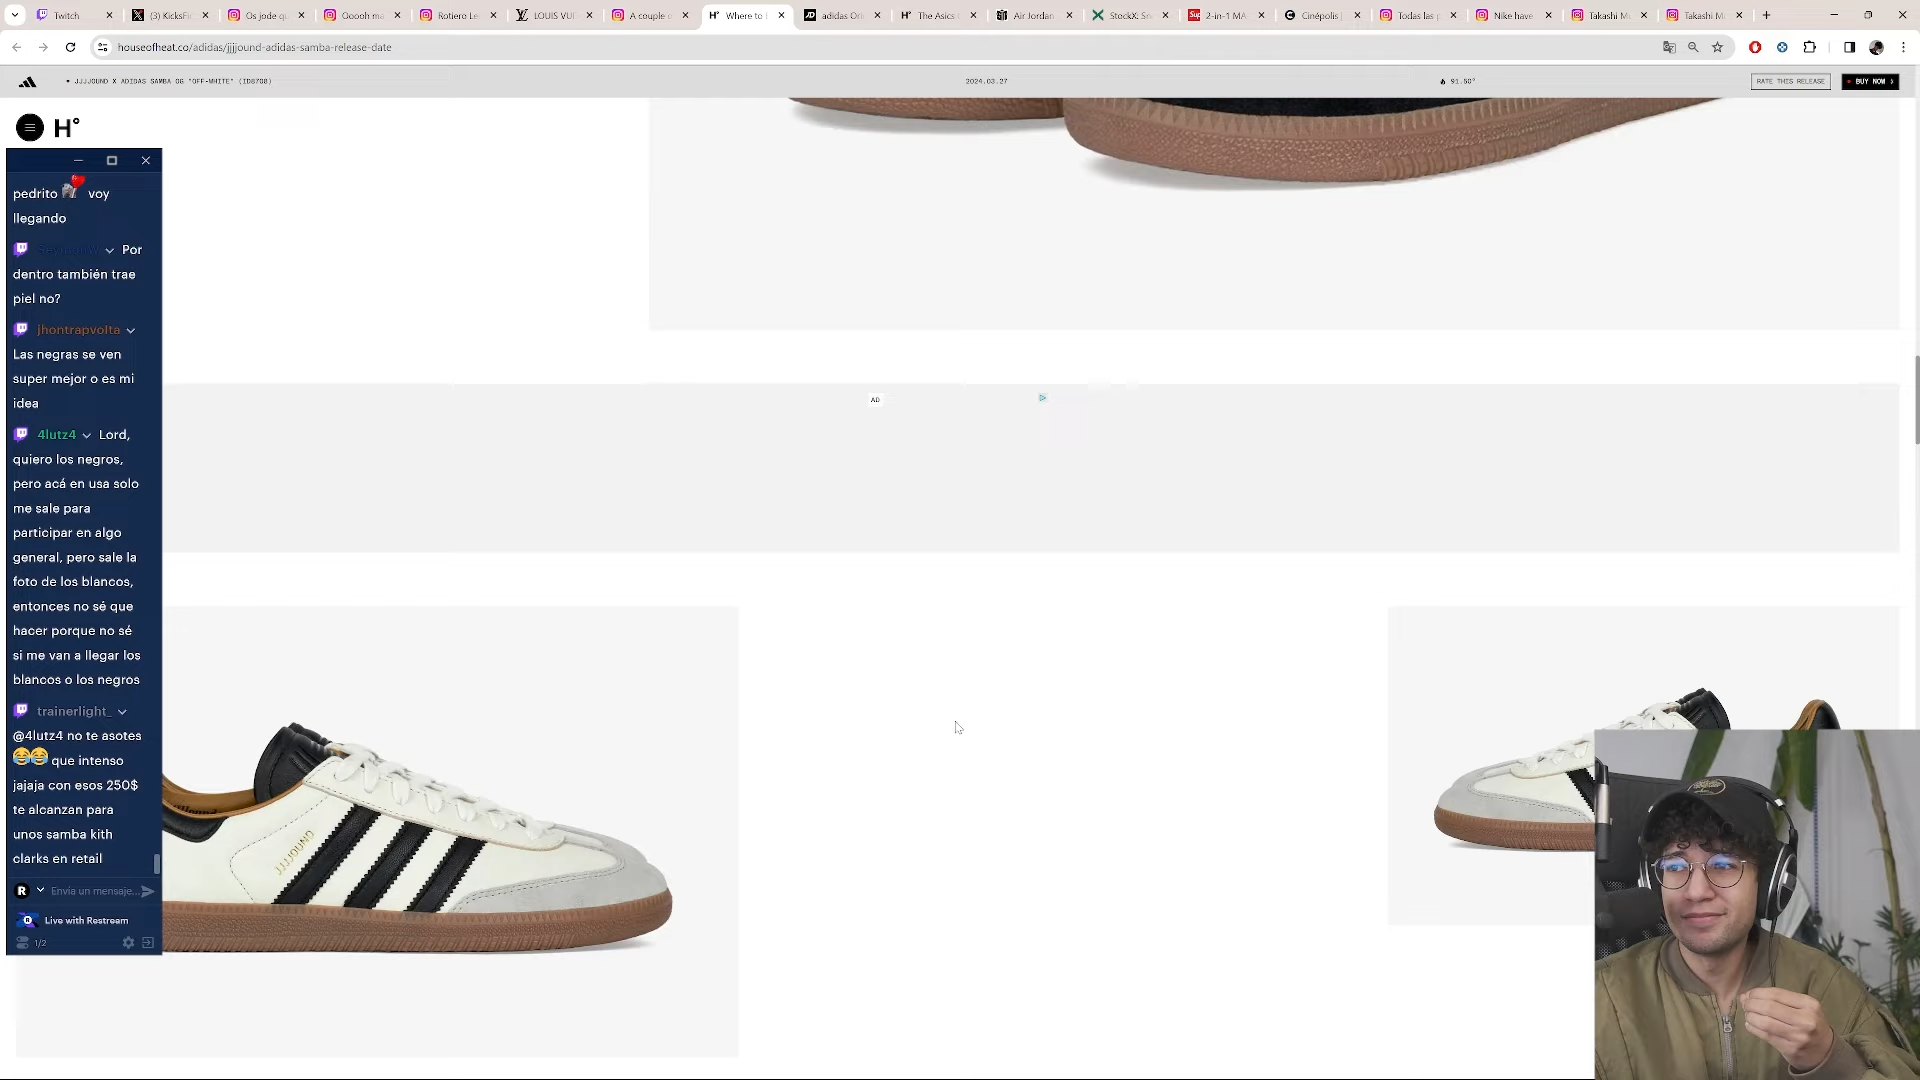 Twitch
(3) KicksFi
Os jode q
Ooooh ma
Rotiero Le
LOUIS VUI
A couple o
H° Where to
adidas Ori
H° The Asics
Air Jordan
StockX: Sn
2-in-1 MA
Cinépolis
Todas las p
Nike have
Takashi M
Takashi M
houseofheat.co/adidas/jjjjound-adidas-samba-release-date
JJJJOUND X ADIDAS SAMBA OG "OFF-WHITE" (ID8708)
2024.03.27
91.50°
RATE THIS RELEASE
BUY NOW
H°
pedrito voy
llegando
Por
dentro también trae
piel no?
jhontrapvolta
Las negras se ven
super mejor o es mi
idea
4lutz4 Lord,
quiero los negros,
pero acá en usa solo
me sale para
participar en algo
general, pero sale la
foto de los blancos,
entonces no sé que
hacer porque no sé
si me van a llegar los
blancos o los negros
trainerlight_
@4lutz4 no te asotes
que intenso
jajaja con esos 250$
te alcanzan para
unos samba kith
clarks en retail
R Envía un mensaje...
Live with Restream
1/2
AD
JJJJOUND